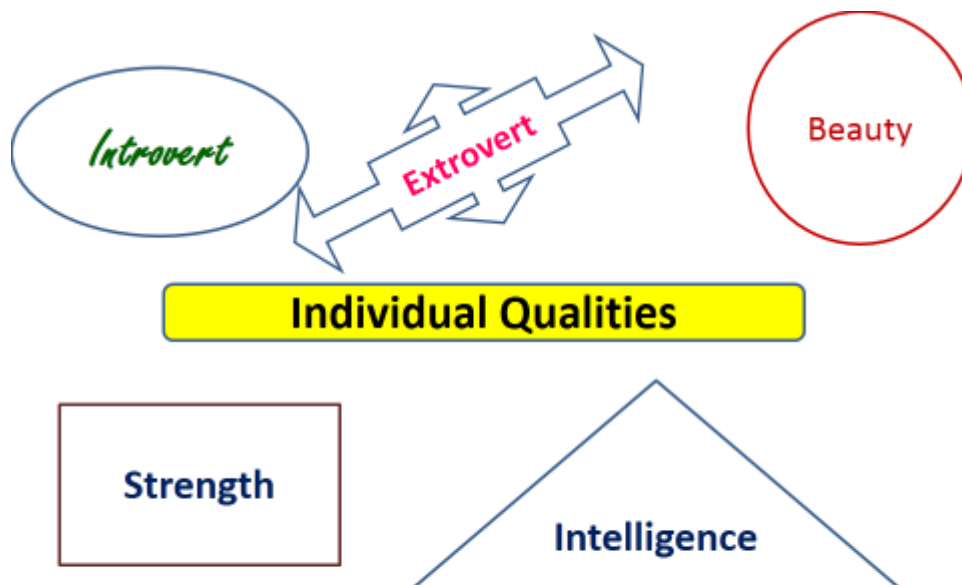 Introvert
Extrovert
Beauty
Individual Qualities
Strength
Intelligence